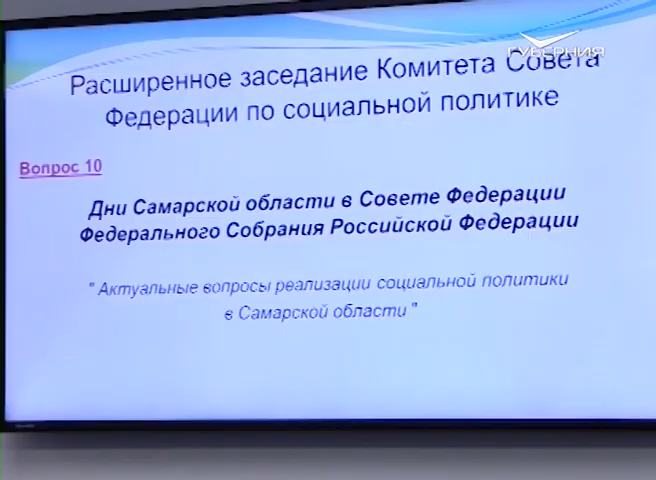 ГУБЕРНИЯ
Расширенное заседание Комитета Совета
Федерации по социальной политике
Вопрос 10
Дни Самарской области в Совете Федерации
Федерального Собрания Российской Федерации
" Актуальные вопросы реализации социальной политики
в Самарской области "